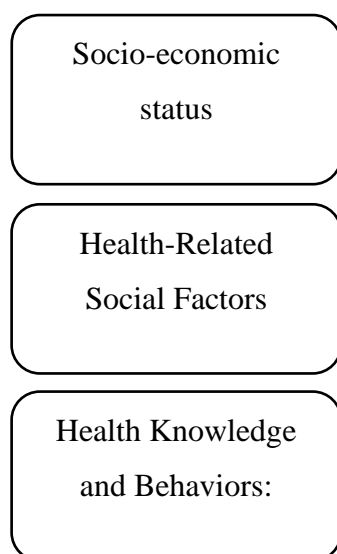 Socio-economic
status
Health-Related
Social Factors
Health Knowledge
and Behaviors: